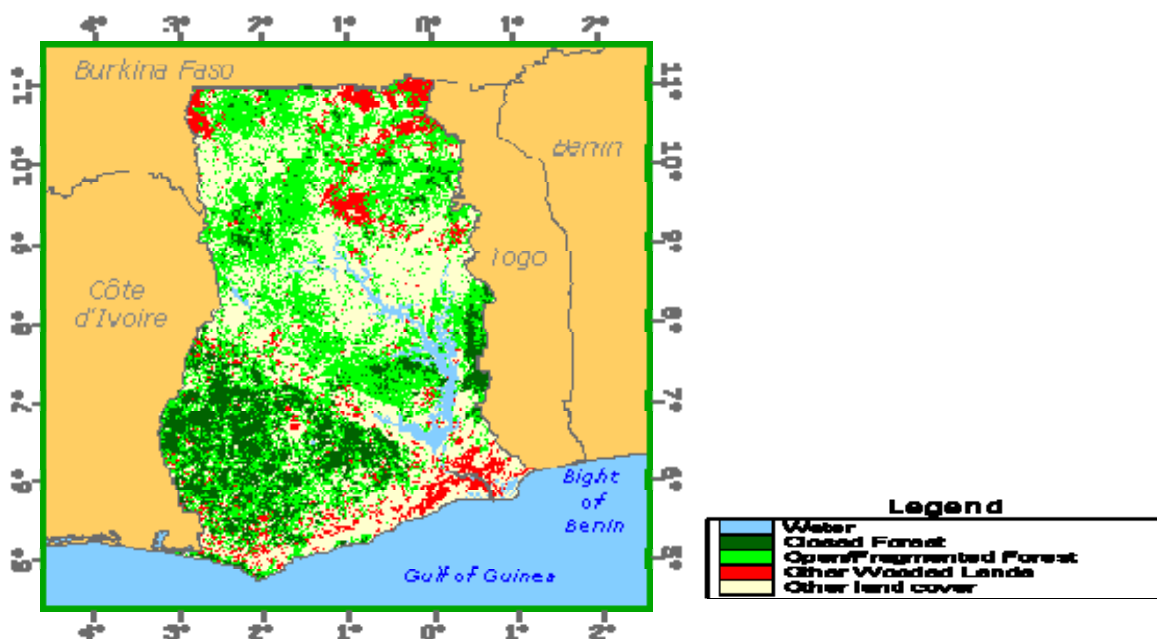 4° 3° 2° 1° 0° 1° 2°
Burkina Faso
Benin
Togo
Côte
d'Ivoire
11° 10° 9° 8° 7° 6° 5°
11° 10° 9° 8° 7° 6° 5°
Bight
of
Benin
Gulf of Guinea
4° 3° 2° 1° 0° 1° 2°
Legend
Water
Closed Forest
Open/Fragmented Forest
Other Wooded Lands
Other land cover